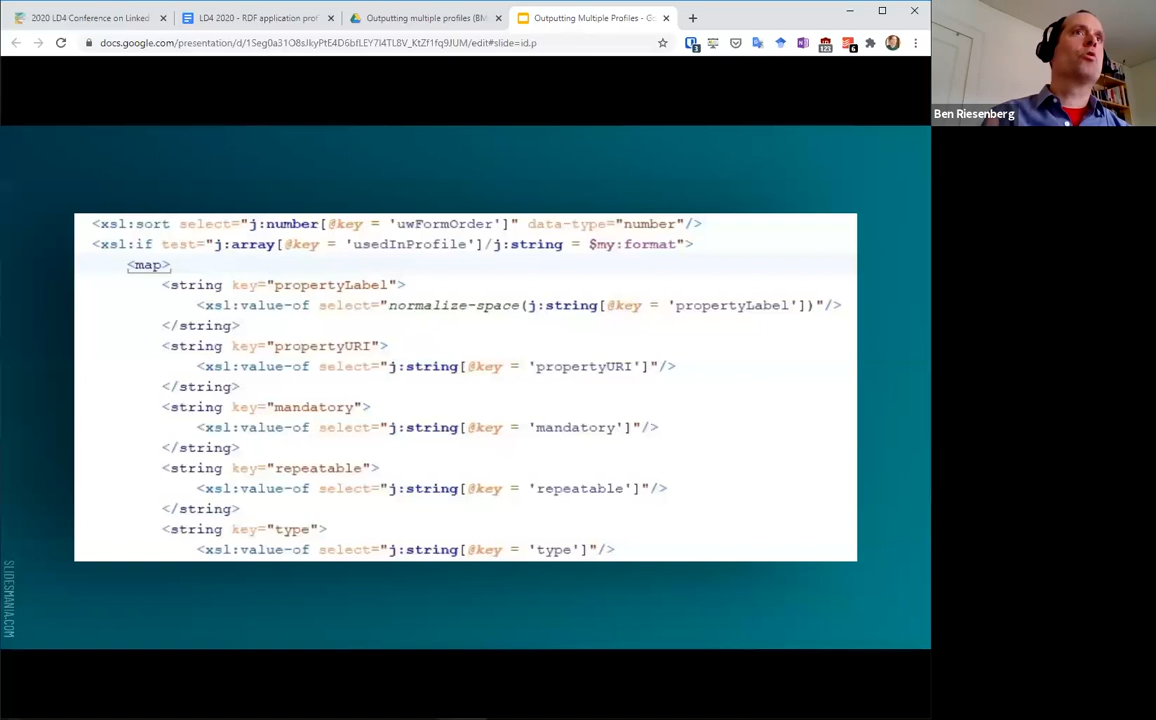 2020 LD4 Conference on Linked
LD4 2020 - RDF application prof
Outputting multiple profiles (BM
Outputting Multiple Profiles - Go
docs.google.com/presentation/d/1Seg0a31O8sJkyPtE4D6bfLEY7l4TL8V_KtZf1fq9JUM/edit#slide=id.p
Ben Riesenberg
<xsl:sort select="j:number[@key = 'uwFormOrder']" data-type="number"/>
<xsl:if test="j:array[@key = 'usedInProfile']/j:string = $my:format">
<map>
<string key="propertyLabel">
<xsl:value-of select="normalize-space(j:string[@key = 'propertyLabel'])"/>
</string>
<string key="propertyURI">
<xsl:value-of select="j:string[@key = 'propertyURI']"/>
</string>
<string key="mandatory">
<xsl:value-of select="j:string[@key = 'mandatory']"/>
</string>
<string key="repeatable">
<xsl:value-of select="j:string[@key = 'repeatable']"/>
</string>
<string key="type">
<xsl:value-of select="j:string[@key = 'type']"/>
SLIDESMANIA.COM